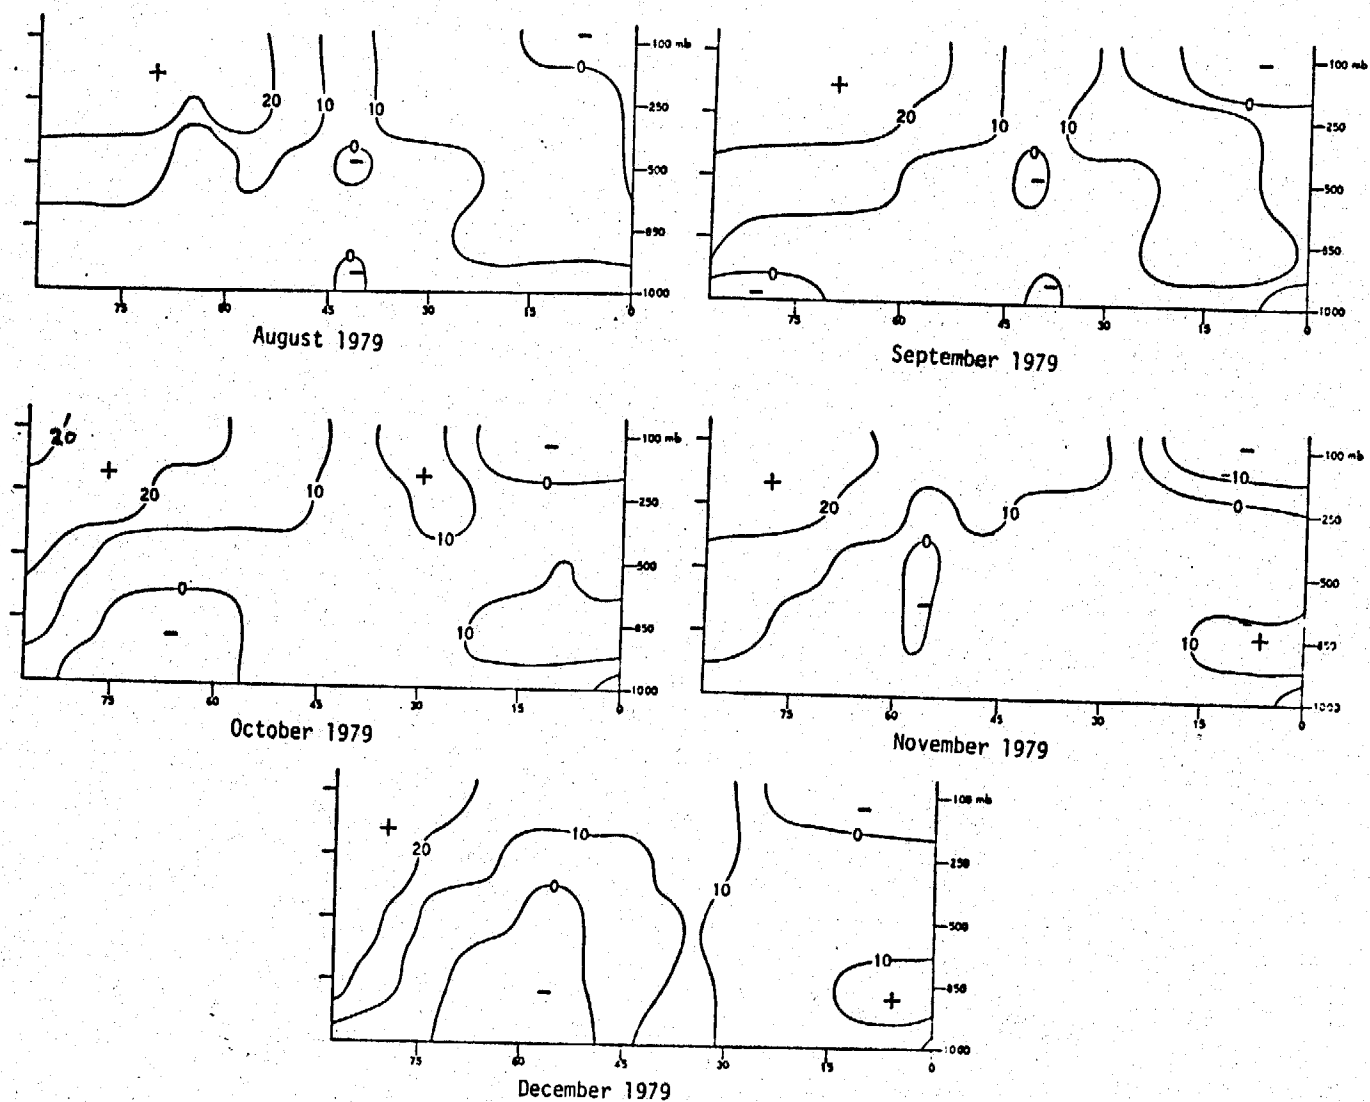 + - 100 mb
20 10 10 0 250
0 - 500
890
0 -
75 60 45 30 15 0 1000
August 1979
+ - 100 mb
20 10 10 0 250
0 - 500
650
0 - -
75 60 45 30 15 0 1000
September 1979
20 + + - 100 mb
20 10 10 0 250
0 500
- 10 850
75 60 45 30 15 0 1000
October 1979
+ - 100 mb
20 10 -10 0 250
0 500
- 10 +
75 60 45 30 15 0
November 1979
+ - 100 mb
20 10 0 250
0 10 500
10
- + 850
75 60 45 30 15 0 1000
December 1979